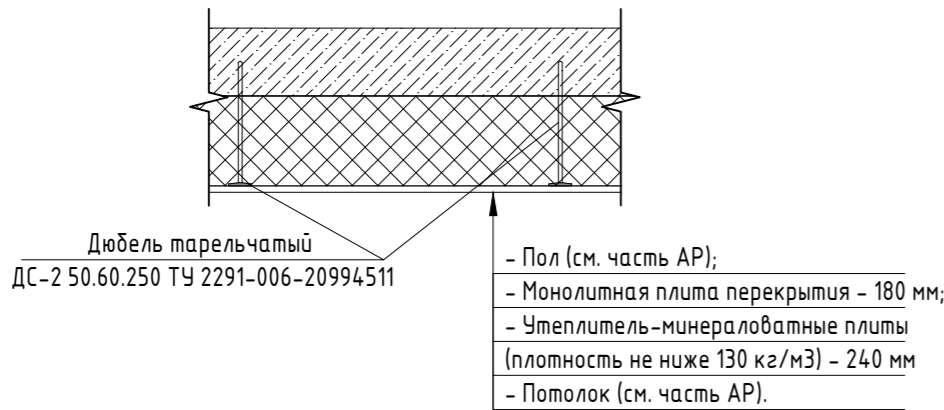 Дюбель тарельчатый
ДС-2 50.60.250 ТУ 2291-006-20994511
- Пол (см. часть АР);
- Монолитная плита перекрытия - 180 мм;
- Утеплитель-минераловатные плиты
(плотность не ниже 130 кг/м3) - 240 мм
- Потолок (см. часть АР).